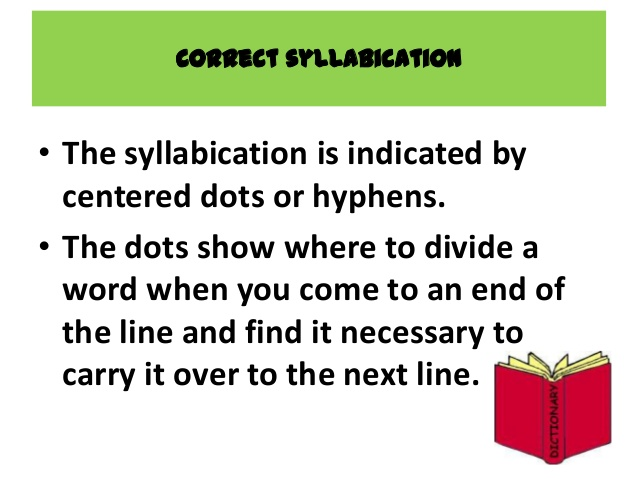 CORRECT SYLLABICATION
• The syllabication is indicated by
centered dots or hyphens.
• The dots show where to divide a
word when you come to an end of
the line and find it necessary to
carry it over to the next line.
DICTIONARY